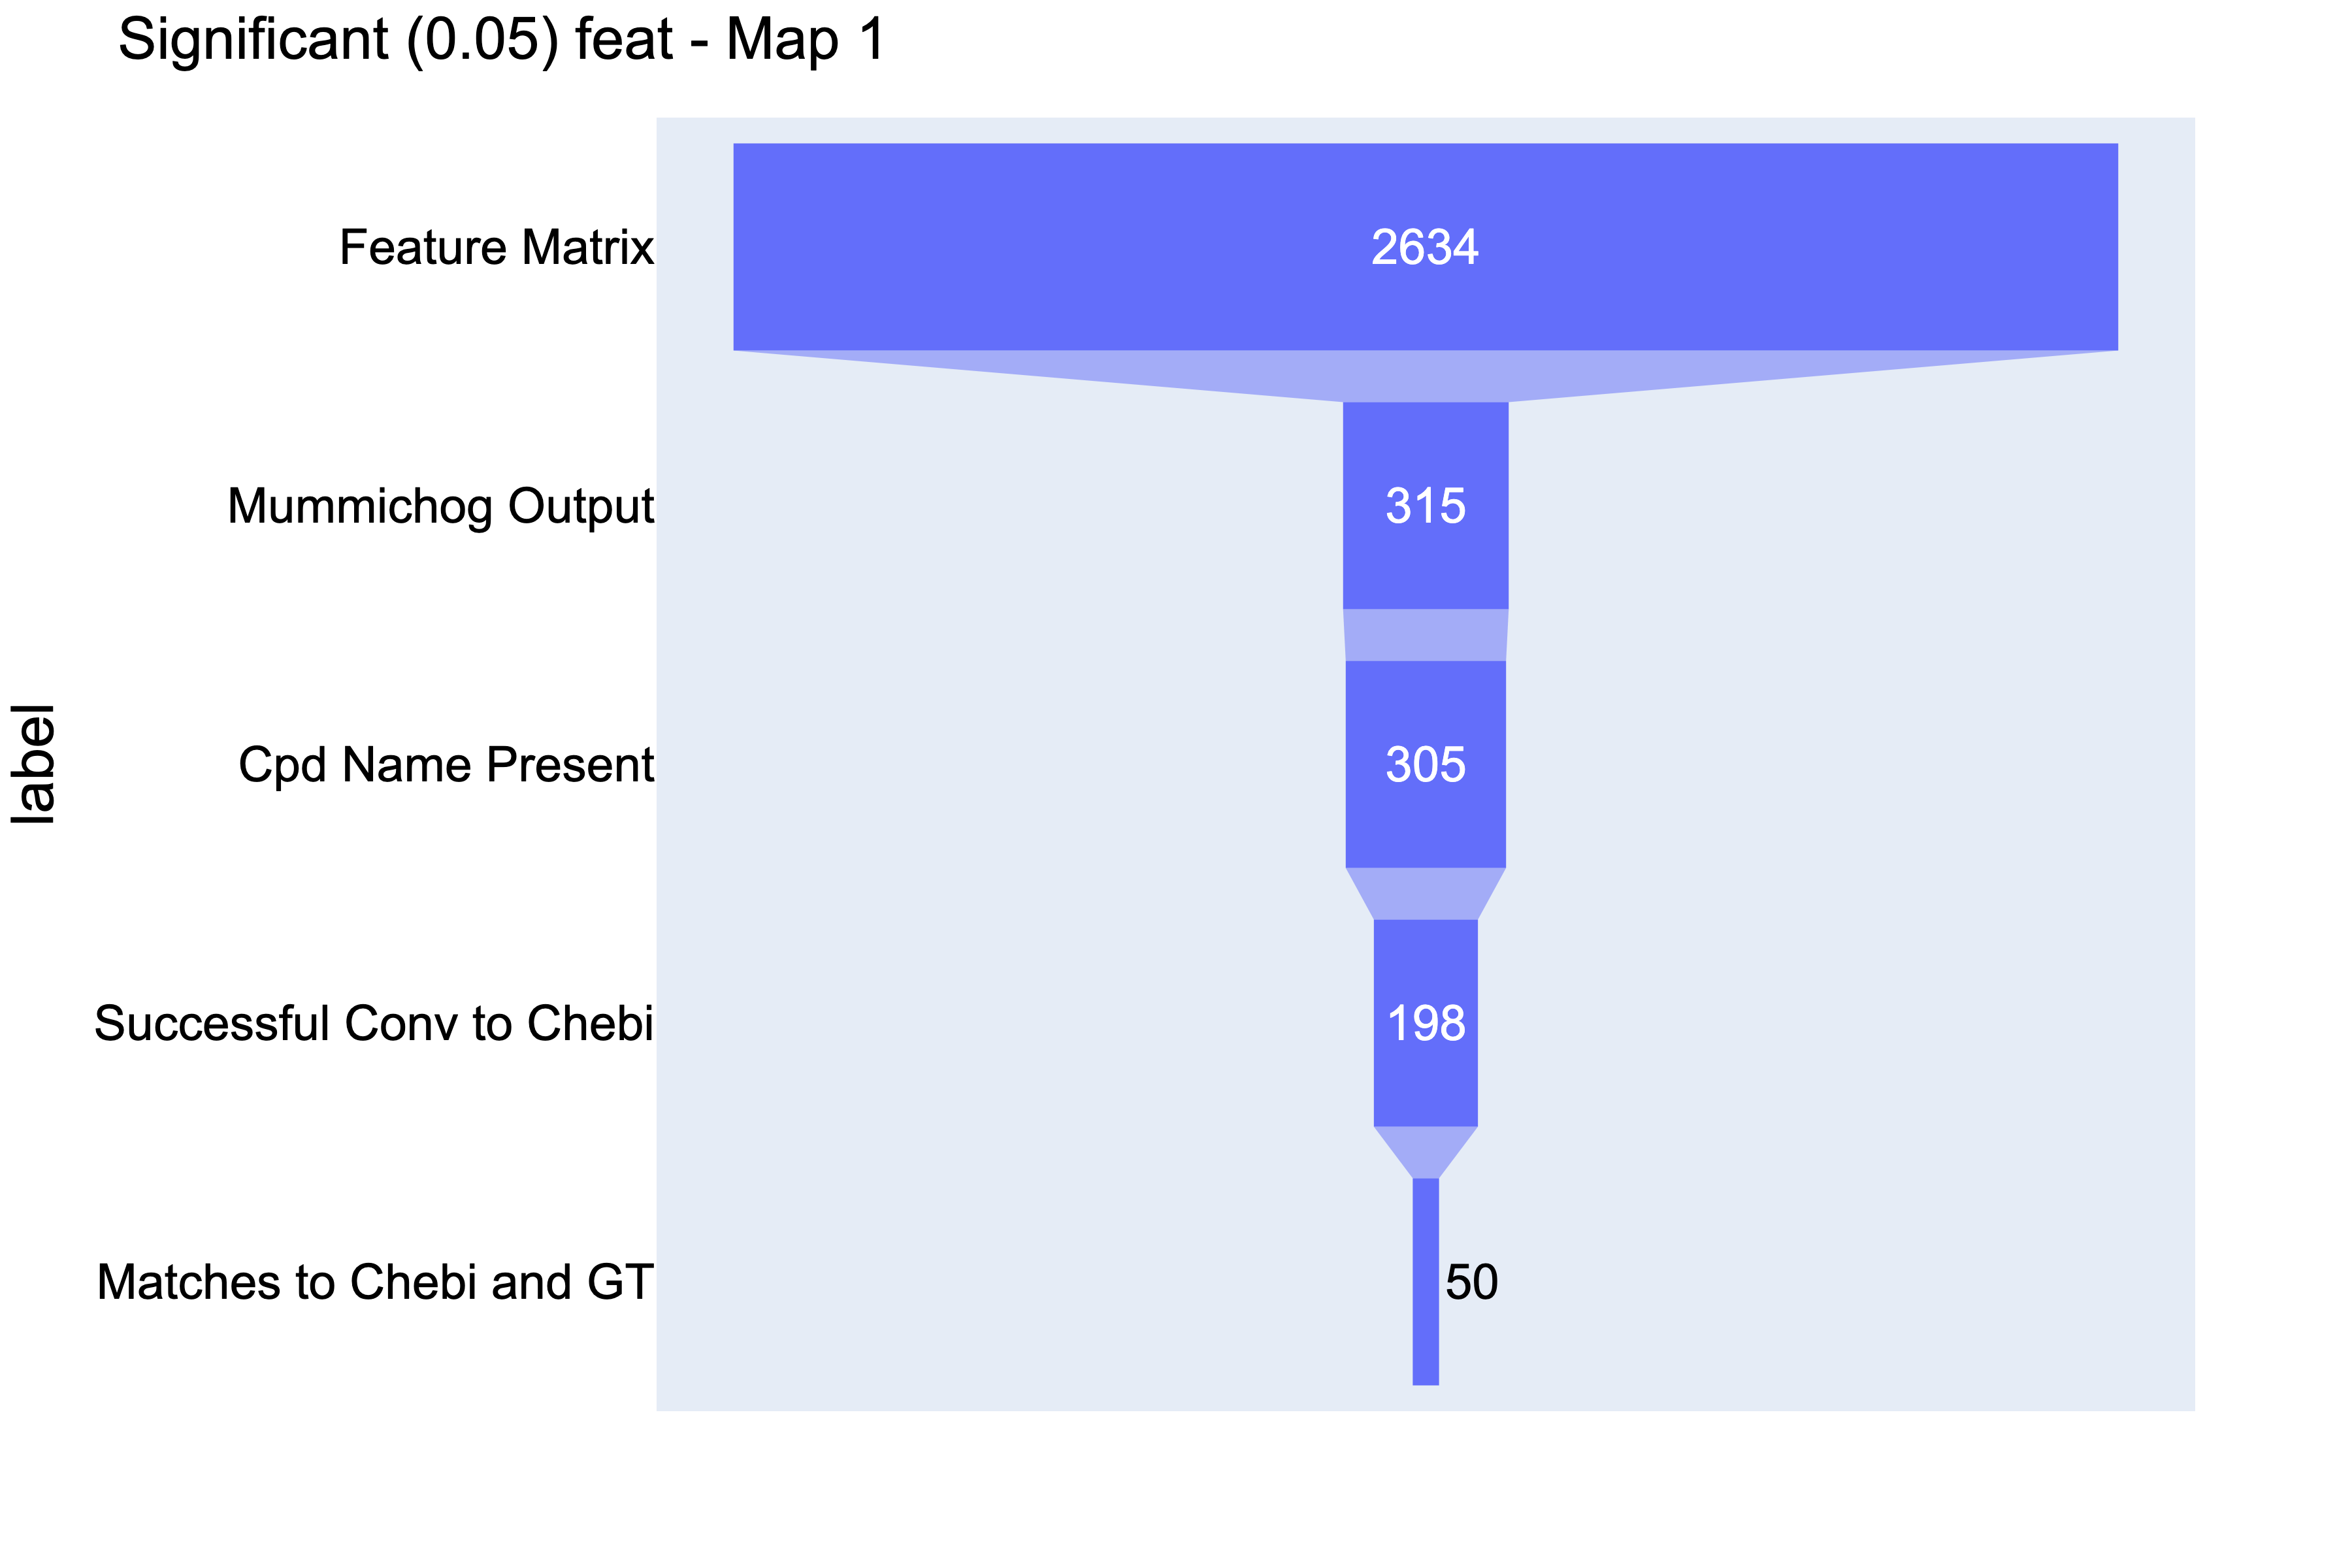 Significant (0.05) feat - Map 1
Feature Matrix
2634
Mummichog Output
315
label
Cpd Name Present
305
Successful Conv to Chebi
198
Matches to Chebi and GT
50